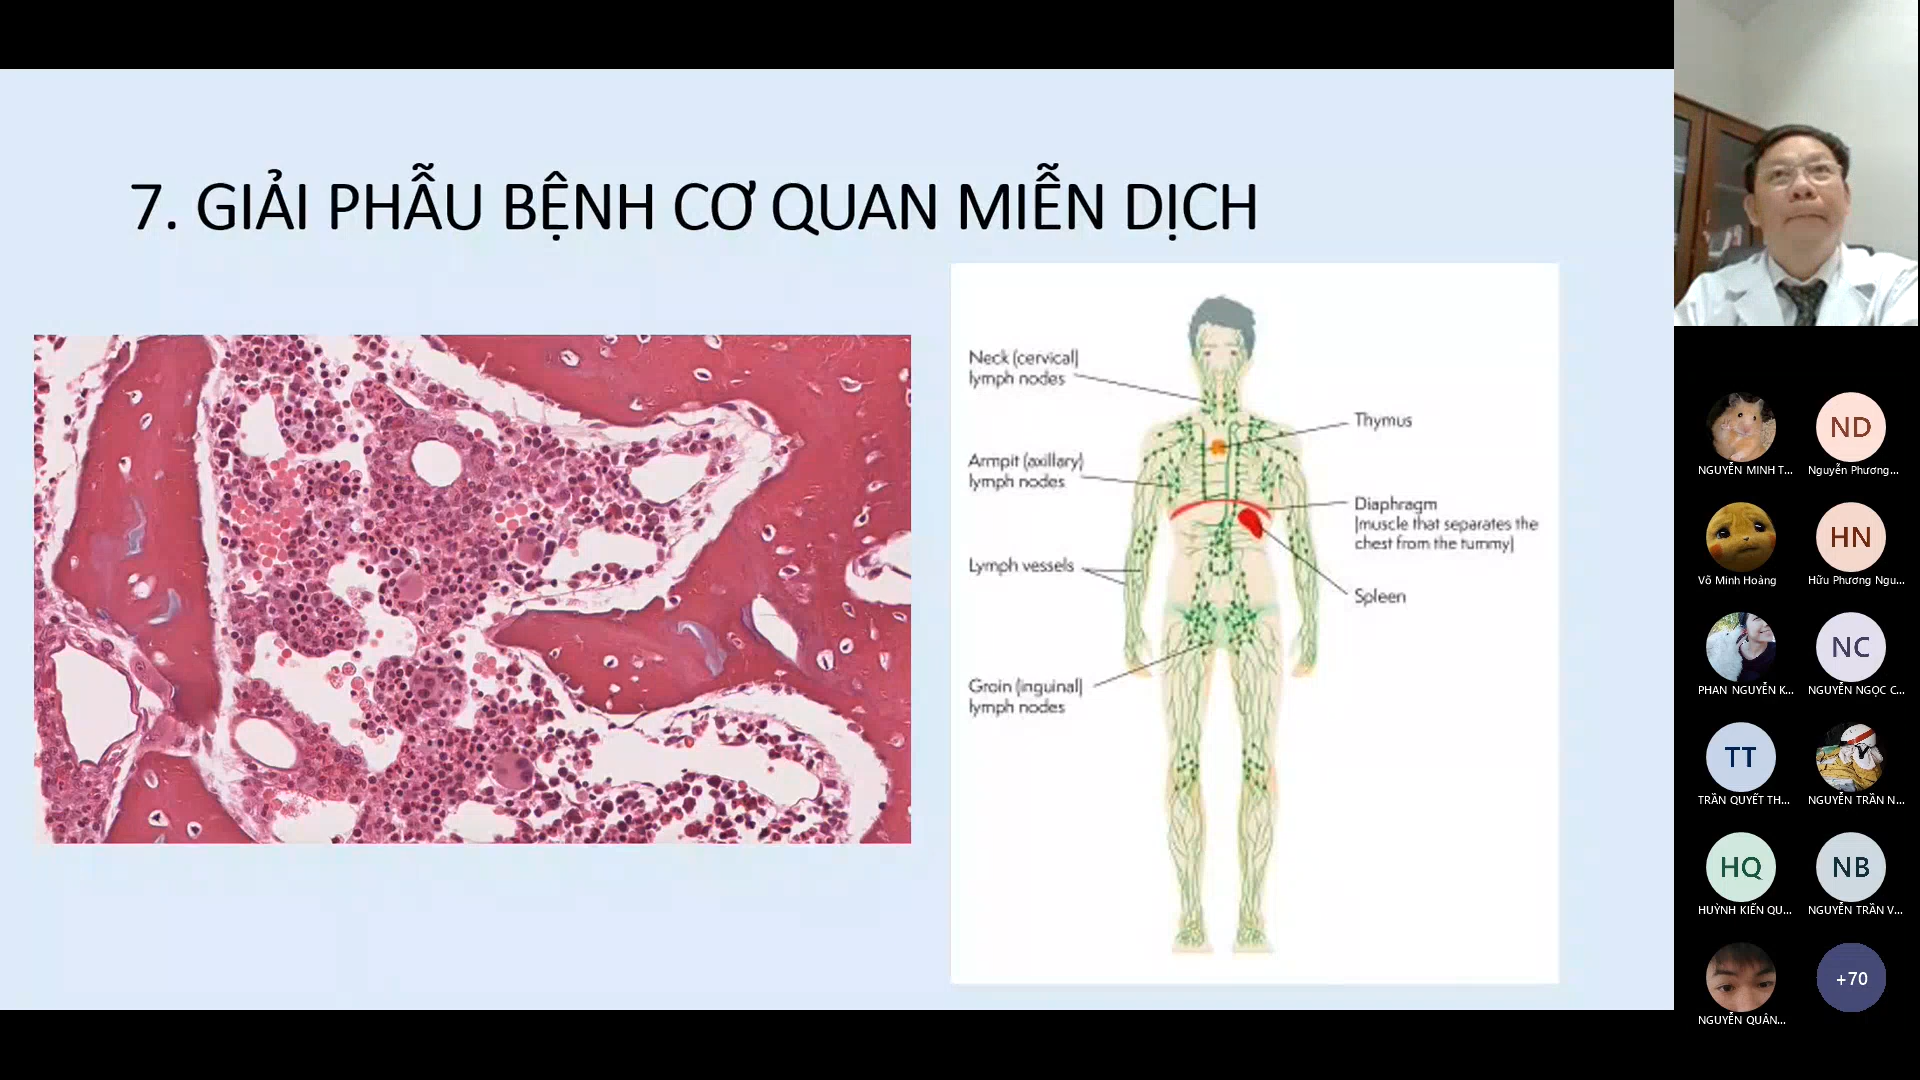 7. GIẢI PHẪU BỆNH CƠ QUAN MIỄN DỊCH
Neck (cervical)
lymph nodes
Thymus
Armpit (axillary)
lymph nodes
Diaphragm
(muscle that separates the
chest from the tummy)
Lymph vessels
Spleen
Groin (inguinal)
lymph nodes
ND
NGUYỄN MINH T...
Nguyễn Phương...
HN
Võ Minh Hoàng
Hữu Phương Ngu...
NC
PHAN NGUYỄN K...
NGUYỄN NGỌC C...
TT
TRẦN QUYẾT TH...
NGUYỄN TRẦN N...
HQ
NB
HUỲNH KIẾN QU...
NGUYỄN TRẦN V...
+70
NGUYỄN QUÂN...